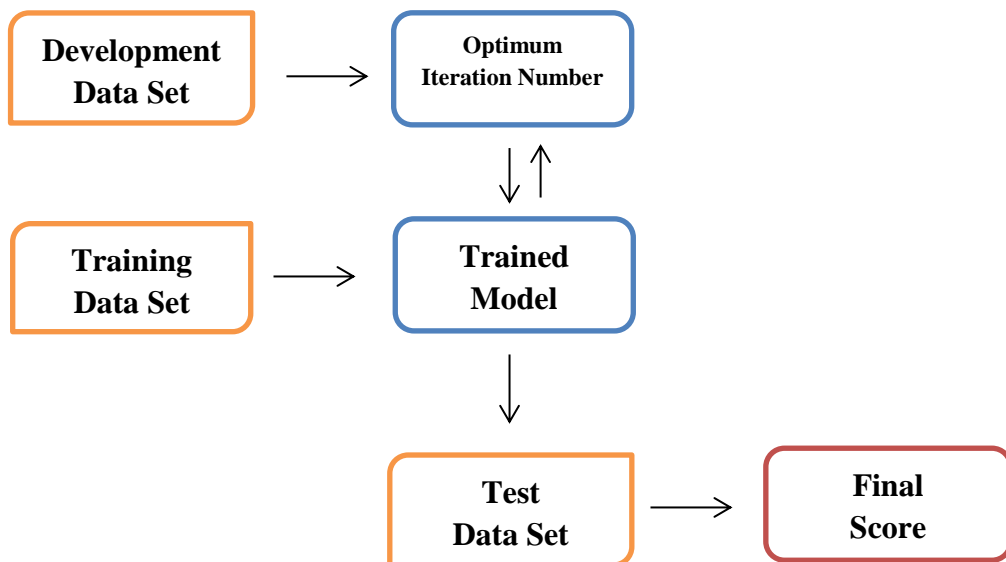 Development
Data Set
Optimum
Iteration Number
Training
Data Set
Trained
Model
Test
Data Set
Final
Score